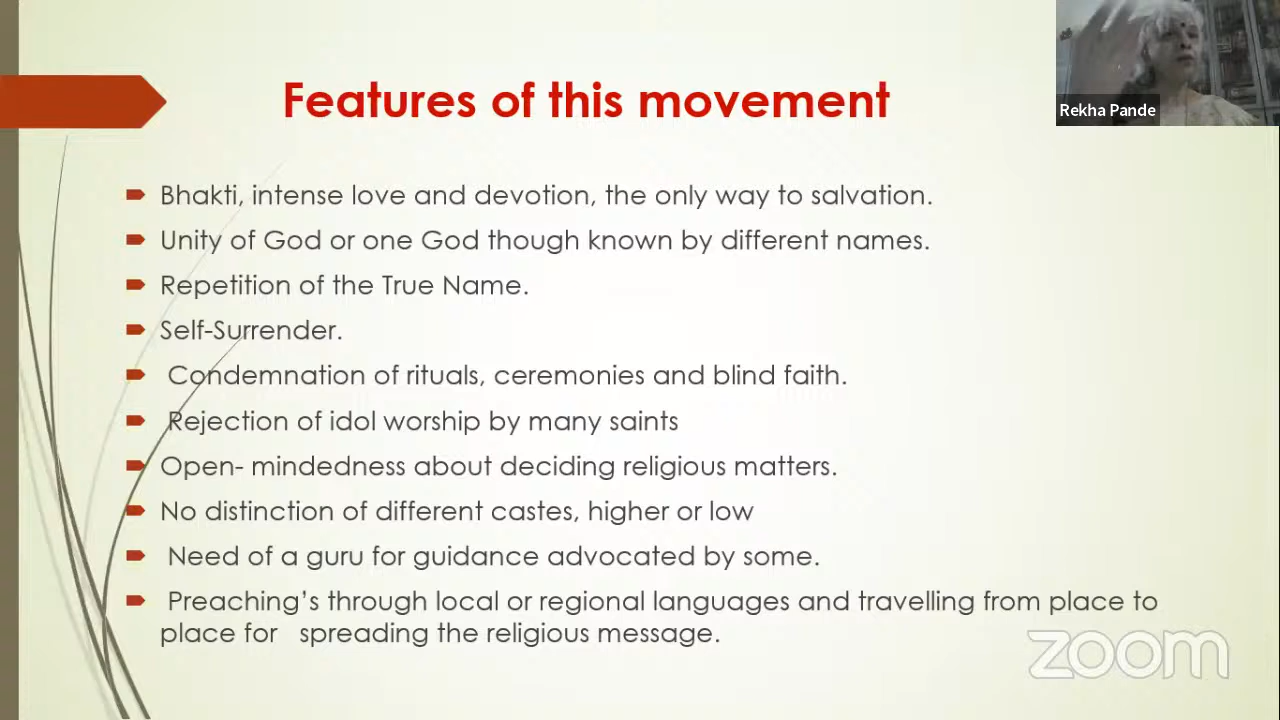 Features of this movement
Rekha Pande
Bhakti, intense love and devotion, the only way to salvation.
Unity of God or one God though known by different names.
Repetition of the True Name.
Self-Surrender.
Condemnation of rituals, ceremonies and blind faith.
Rejection of idol worship by many saints
Open- mindedness about deciding religious matters.
No distinction of different castes, higher or low
Need of a guru for guidance advocated by some.
Preaching’s through local or regional languages and travelling from place to
place for spreading the religious message.
zoom